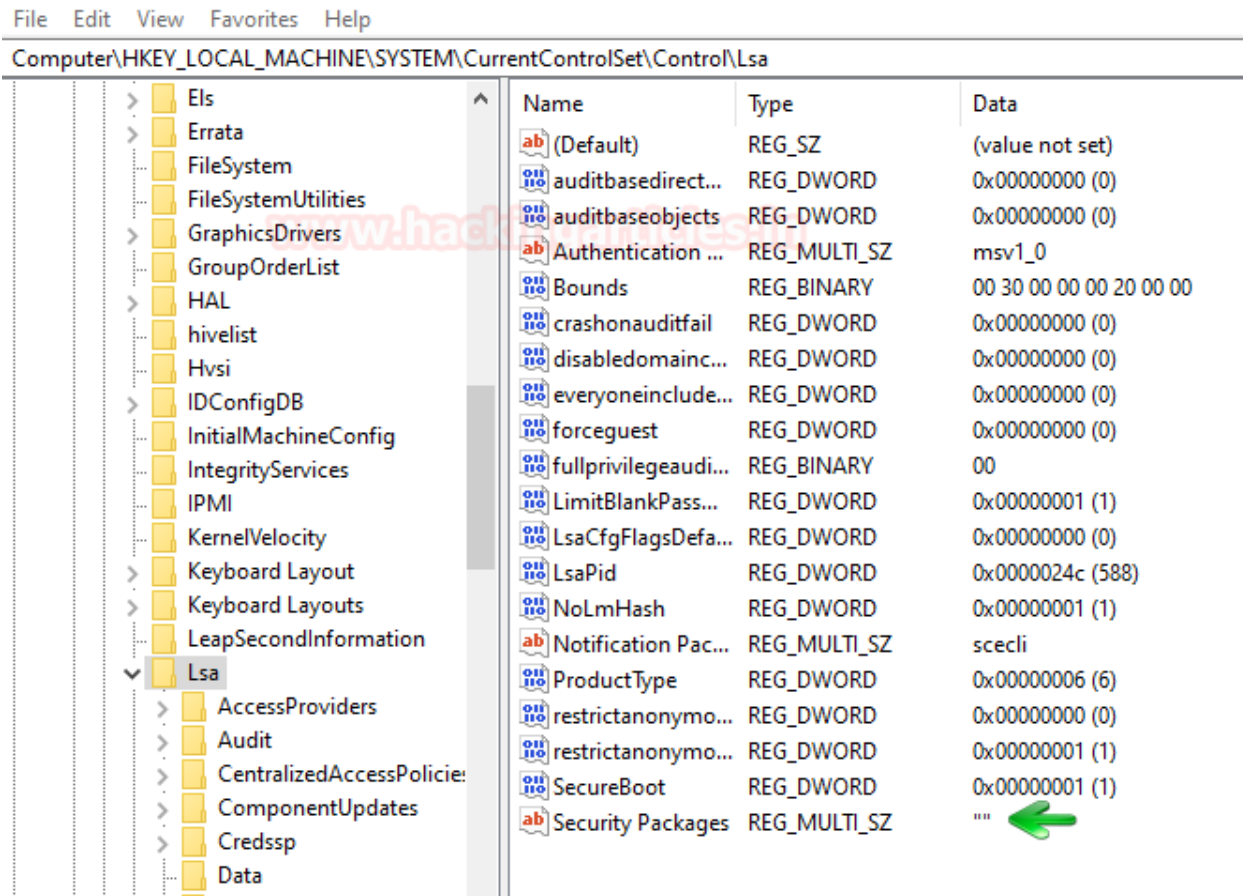 File Edit View Favorites Help
Computer\HKEY_LOCAL_MACHINE\SYSTEM\CurrentControlSet\Control\Lsa
Els
Errata
FileSystem
FileSystemUtilities
GraphicsDrivers
GroupOrderList
HAL
hivelist
Hvsi
IDConfigDB
InitialMachineConfig
IntegrityServices
IPMI
KernelVelocity
Keyboard Layout
Keyboard Layouts
LeapSecondInformation
Lsa
AccessProviders
Audit
CentralizedAccessPolicies
ComponentUpdates
Credssp
Data
Name Type Data
(Default) REG_SZ (value not set)
auditbasedirect... REG_DWORD 0x00000000 (0)
auditbaseobjects REG_DWORD 0x00000000 (0)
Authentication ... REG_MULTI_SZ msv1_0
Bounds REG_BINARY 00 30 00 00 00 20 00 00
crashonauditfail REG_DWORD 0x00000000 (0)
disabledomainc... REG_DWORD 0x00000000 (0)
everyoneinclude... REG_DWORD 0x00000000 (0)
forceguest REG_DWORD 0x00000000 (0)
fullprivilegeaudi... REG_BINARY 00
LimitBlankPass... REG_DWORD 0x00000001 (1)
LsaCfgFlagsDefa... REG_DWORD 0x00000000 (0)
LsaPid REG_DWORD 0x0000024c (588)
NoLmHash REG_DWORD 0x00000001 (1)
Notification Pac... REG_MULTI_SZ scecli
ProductType REG_DWORD 0x00000006 (6)
restrictanonymo... REG_DWORD 0x00000000 (0)
restrictanonymo... REG_DWORD 0x00000001 (1)
SecureBoot REG_DWORD 0x00000001 (1)
Security Packages REG_MULTI_SZ ""
www.hackingarticles.in